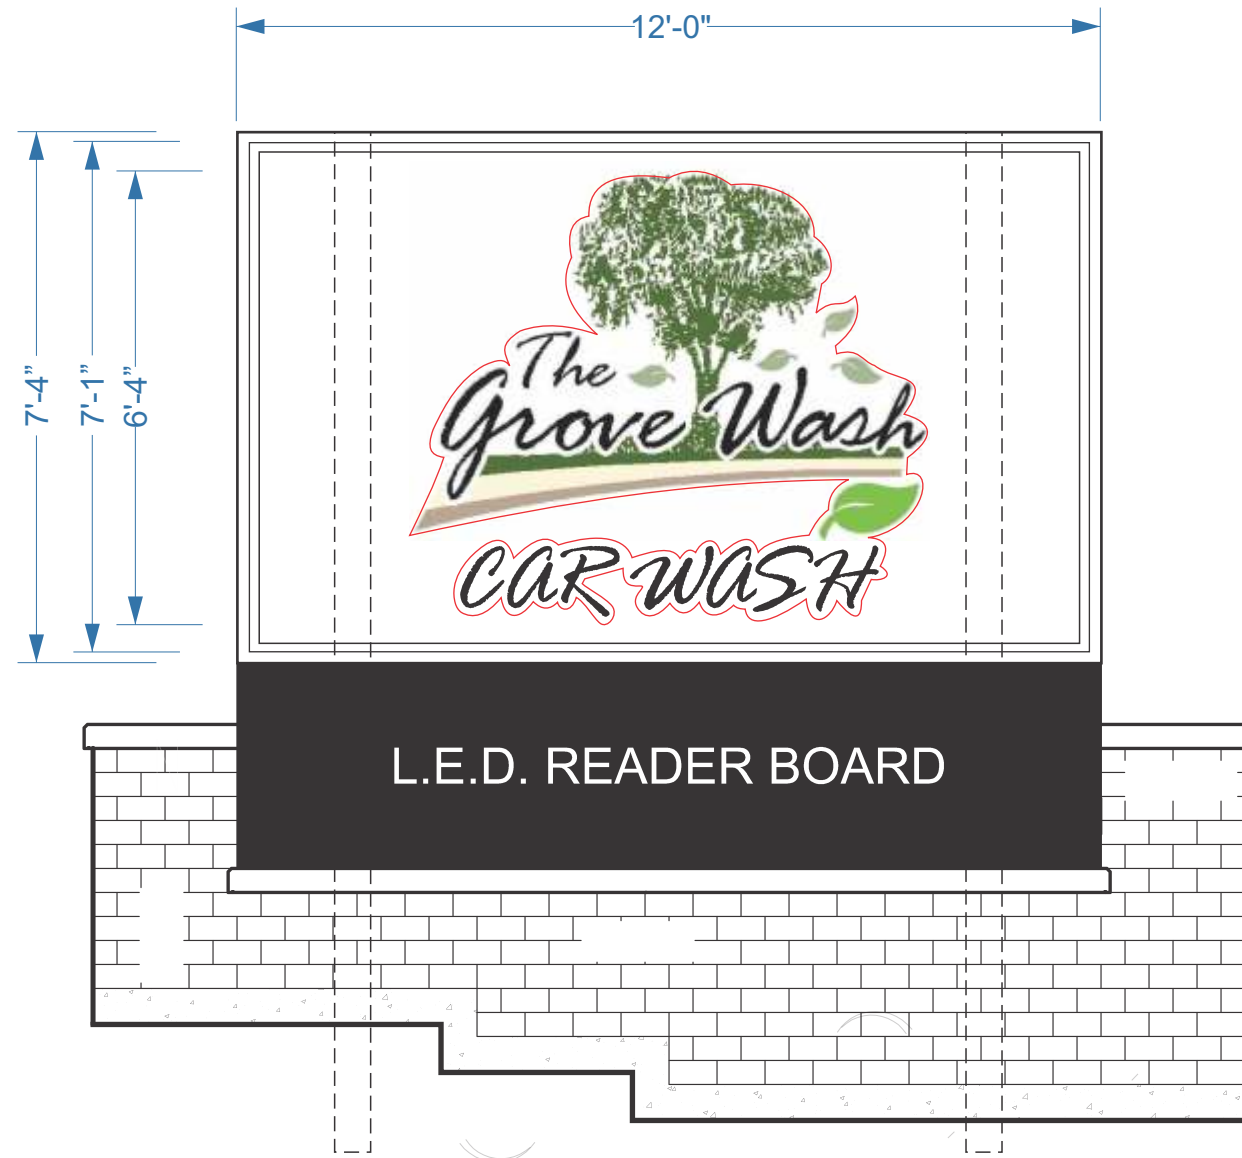 12'-0"
7'-4”
7'-1”
6'-4”
The
Grove Wash
CAR WASH
L.E.D. READER BOARD